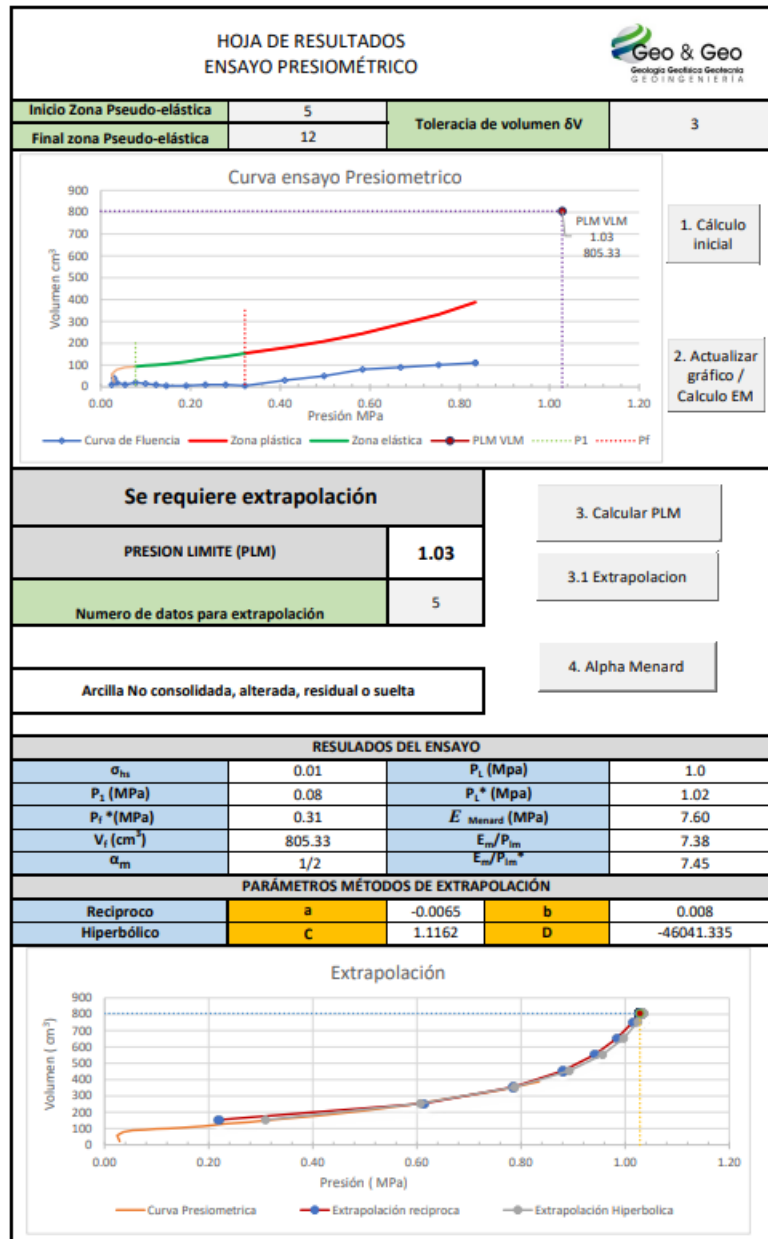 HOJA DE RESULTADOS
ENSAYO PRESIOMÉTRICO
Geo & Geo
Geología Geofísica Geotecnia
GEOINGENIERÍA
Inicio Zona Pseudo-elástica 5
Final zona Pseudo-elástica 12
Toleracia de volumen δV 3
Curva ensayo Presiometrico
Volumen cm³
900
800
700
600
500
400
300
200
100
0
PLM VLM
1.03
805.33
0.00 0.20 0.40 0.60 0.80 1.00 1.20
Presión MPa
Curva de Fluencia Zona plástica Zona elástica PLM VLM P1 Pf
1. Cálculo
inicial
2. Actualizar
gráfico /
Calculo EM
Se requiere extrapolación
PRESION LIMITE (PLM) 1.03
Numero de datos para extrapolación 5
3. Calcular PLM
3.1 Extrapolacion
4. Alpha Menard
Arcilla No consolidada, alterada, residual o suelta
RESULADOS DEL ENSAYO
σhs 0.01 PL (Mpa) 1.0
P1 (MPa) 0.08 PL* (Mpa) 1.02
Pf *(MPa) 0.31 E Menard (MPa) 7.60
Vf (cm³) 805.33 Em/Plm 7.38
αm 1/2 Em/Plm* 7.45
PARÁMETROS MÉTODOS DE EXTRAPOLACIÓN
Reciproco a -0.0065 b 0.008
Hiperbólico C 1.1162 D -46041.335
Extrapolación
Volumen ( cm³)
900
800
700
600
500
400
300
200
100
0
0.00 0.20 0.40 0.60 0.80 1.00 1.20
Presión ( MPa)
Curva Presiometrica Extrapolación reciproca Extrapolación Hiperbolica